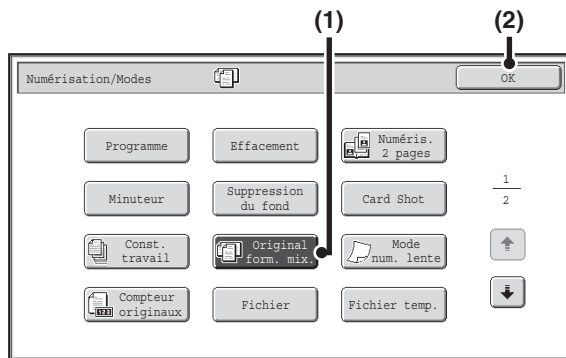 (1) (2)
Numérisation/Modes OK
Programme Effacement Numéris.
2 pages
Minuteur Suppression
du fond Card Shot
1
2
Const.
travail Original
form. mix. Mode
num. lente
Compteur
originaux Fichier Fichier temp.
123